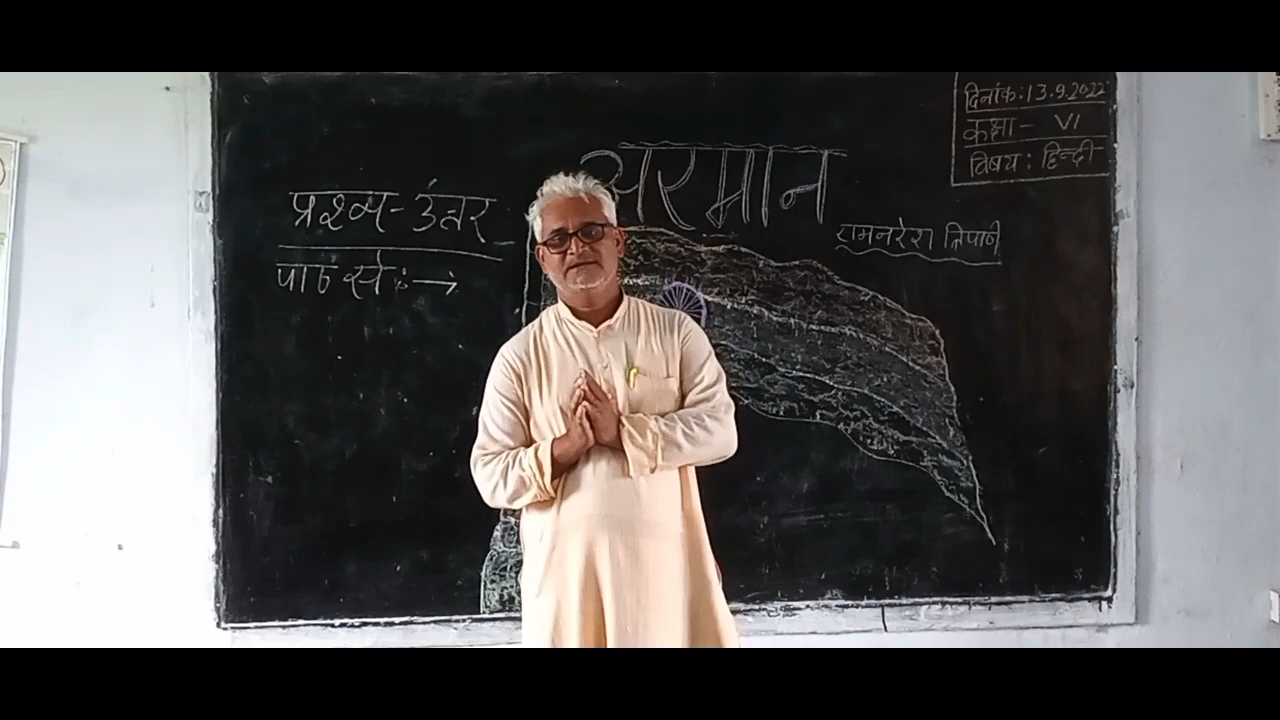 दिनांक: 13.9.2022
कक्षा - VI
विषय: हिन्दी
अरमान
रामनरेश त्रिपाठी
प्रश्न-उत्तर
पाठ से :→